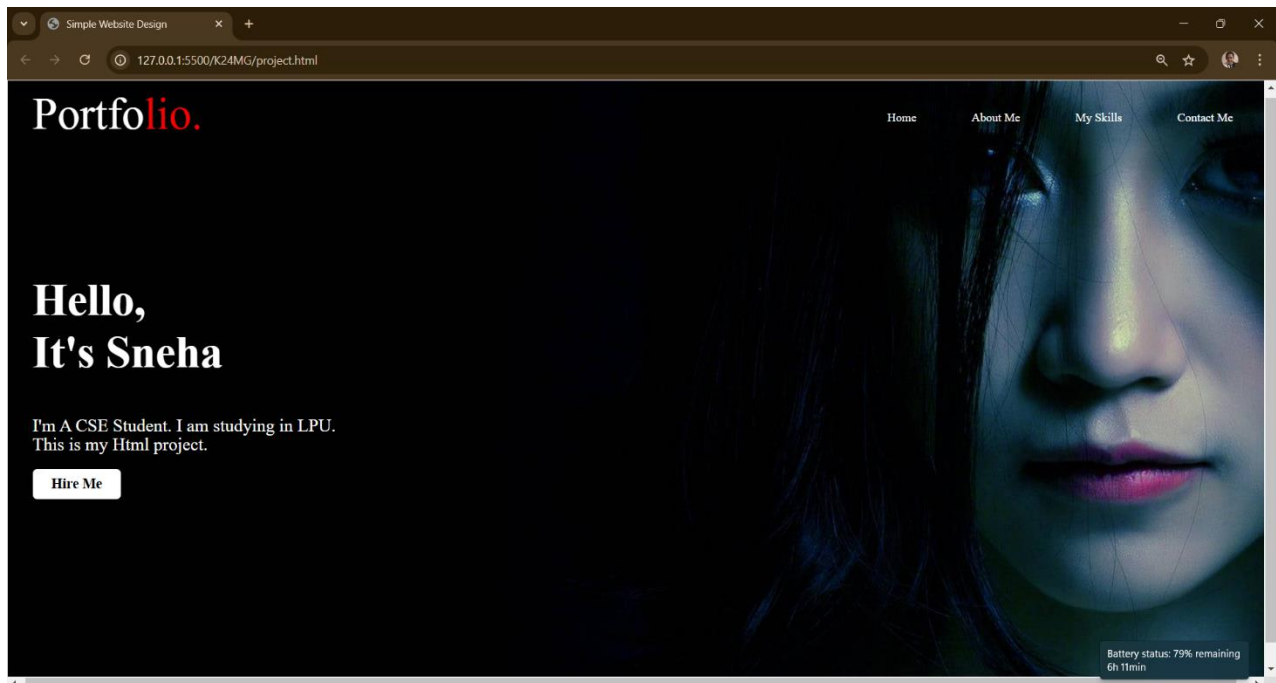 Simple Website Design
127.0.0.1:5500/K24MG/project.html
Portfolio.
Home About Me My Skills Contact Me
Hello,
It's Sneha
I'm A CSE Student. I am studying in LPU.
This is my Html project.
Hire Me
Battery status: 79% remaining
6h 11min